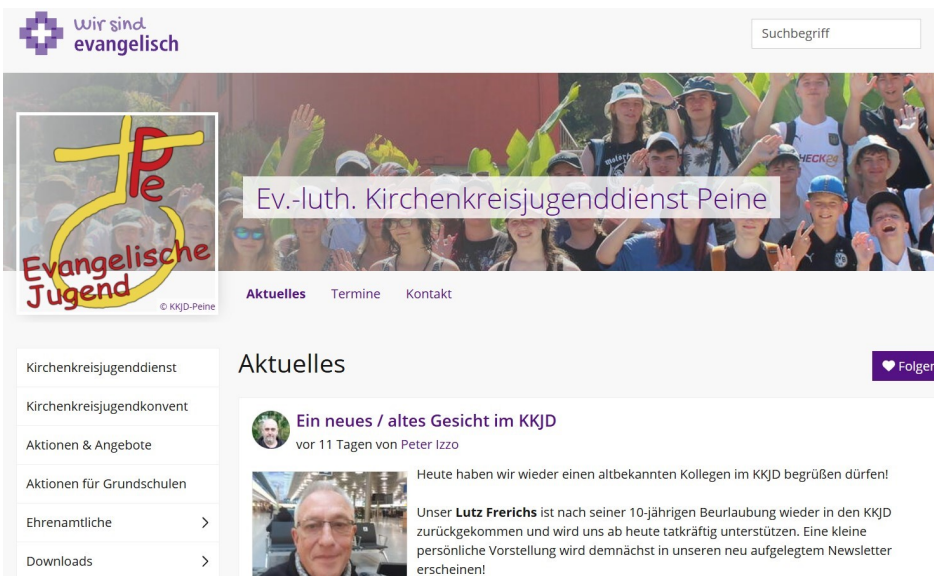 wir sind
evangelisch
Suchbegriff
HECK24
Ev.-luth. Kirchenkreisjugenddienst Peine
Pe
Evangelische
Jugend
© KKJD-Peine
Aktuelles Termine Kontakt
Kirchenkreisjugenddienst
Kirchenkreisjugendkonvent
Aktionen & Angebote
Aktionen für Grundschulen
Ehrenamtliche
Downloads
Aktuelles
Folgen
Ein neues / altes Gesicht im KKJD
vor 11 Tagen von Peter Izzo
Heute haben wir wieder einen altbekannten Kollegen im KKJD begrüßen dürfen!
Unser Lutz Frerichs ist nach seiner 10-jährigen Beurlaubung wieder in den KKJD
zurückgekommen und wird uns ab heute tatkräftig unterstützen. Eine kleine
persönliche Vorstellung wird demnächst in unseren neu aufgelegtem Newsletter
erscheinen!